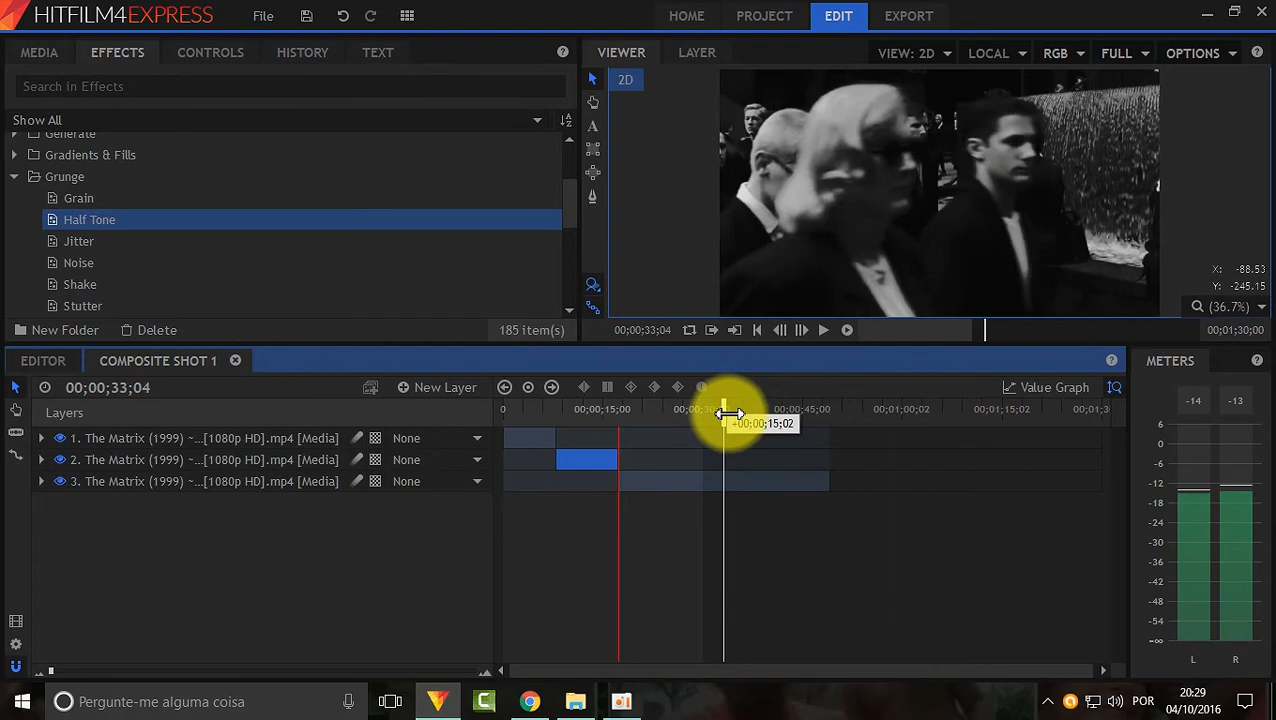 HITFILM4EXPRESS File HOME PROJECT EDIT EXPORT
MEDIA EFFECTS CONTROLS HISTORY TEXT
Search in Effects
Show All
Generate
Gradients & Fills
Grunge
Grain
Half Tone
Jitter
Noise
Shake
Stutter
New Folder Delete 185 item(s)
VIEWER LAYER VIEW: 2D LOCAL RGB FULL OPTIONS
2D
X: -88.53
Y: -245.15
(36.7%)
00;00;33;04 00;01;30;00
EDITOR COMPOSITE SHOT 1
00;00;33;04 New Layer Value Graph
Layers 0 00;00;15;00 00;00;30 00;00;45;00 00;01;00;02 00;01;15;02 00;01;3
+00;00;15;02
1. The Matrix (1999) ~...[1080p HD].mp4 [Media] None
2. The Matrix (1999) ~...[1080p HD].mp4 [Media] None
3. The Matrix (1999) ~...[1080p HD].mp4 [Media] None
METERS
-14 -13
6
0
-6
-12
-18
-24
-30
-36
-42
-48
-54
-∞
L R
Pergunte-me alguma coisa
POR
20:29
04/10/2016